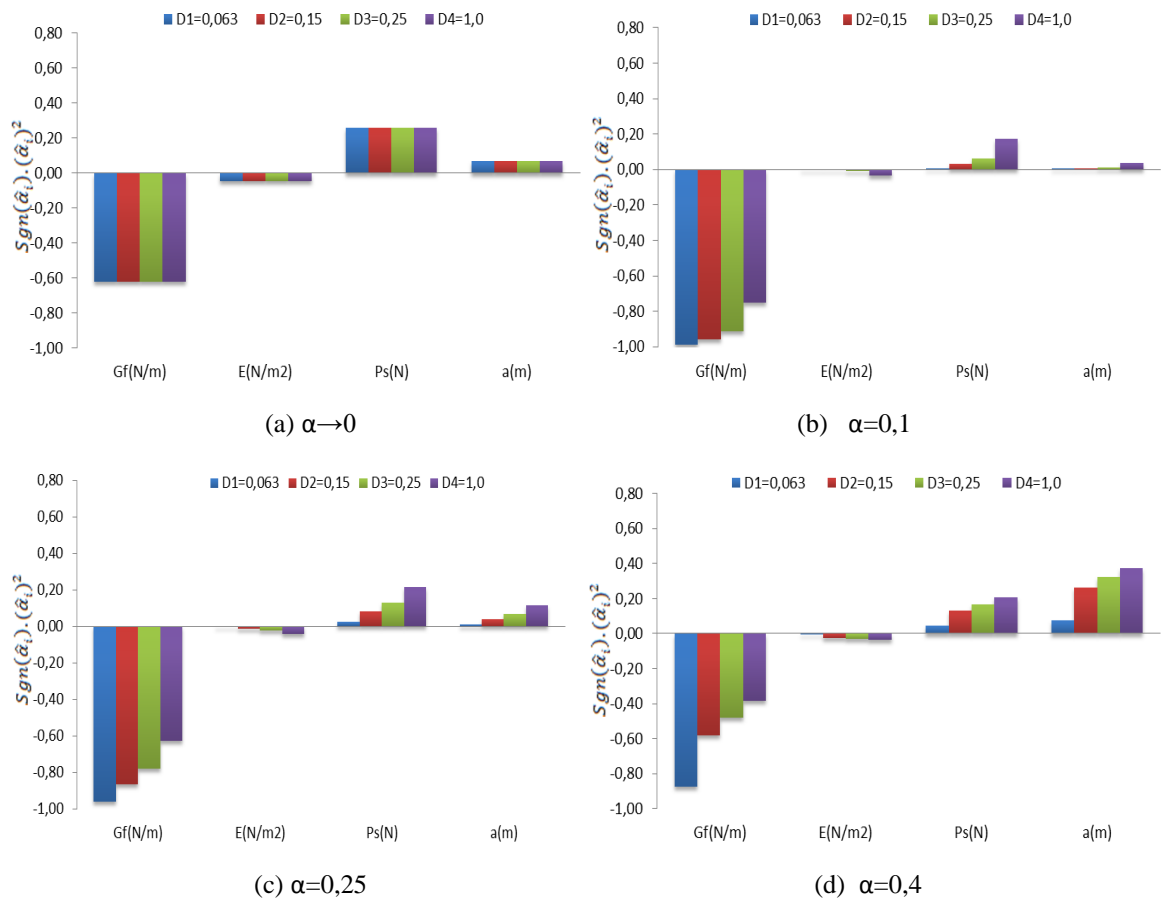 D1=0,063 D2=0,15 D3=0,25 D4=1,0
0,80
0,60
0,40
0,20
0,00
-0,20
-0,40
-0,60
-0,80
-1,00
Sgn(α̂ᵢ).(α̂ᵢ)²
Gf(N/m) E(N/m2) Ps(N) a(m)
(a) α→0
D1=0,063 D2=0,15 D3=0,25 D4=1,0
0,80
0,60
0,40
0,20
0,00
-0,20
-0,40
-0,60
-0,80
-1,00
Sgn(α̂ᵢ).(α̂ᵢ)²
Gf(N/m) E(N/m2) Ps(N) a(m)
(b) α=0,1
D1=0,063 D2=0,15 D3=0,25 D4=1,0
0,80
0,60
0,40
0,20
0,00
-0,20
-0,40
-0,60
-0,80
-1,00
Sgn(α̂ᵢ).(α̂ᵢ)²
Gf(N/m) E(N/m2) Ps(N) a(m)
(c) α=0,25
D1=0,063 D2=0,15 D3=0,25 D4=1,0
0,80
0,60
0,40
0,20
0,00
-0,20
-0,40
-0,60
-0,80
-1,00
Sgn(α̂ᵢ).(α̂ᵢ)²
Gf(N/m) E(N/m2) Ps(N) a(m)
(d) α=0,4